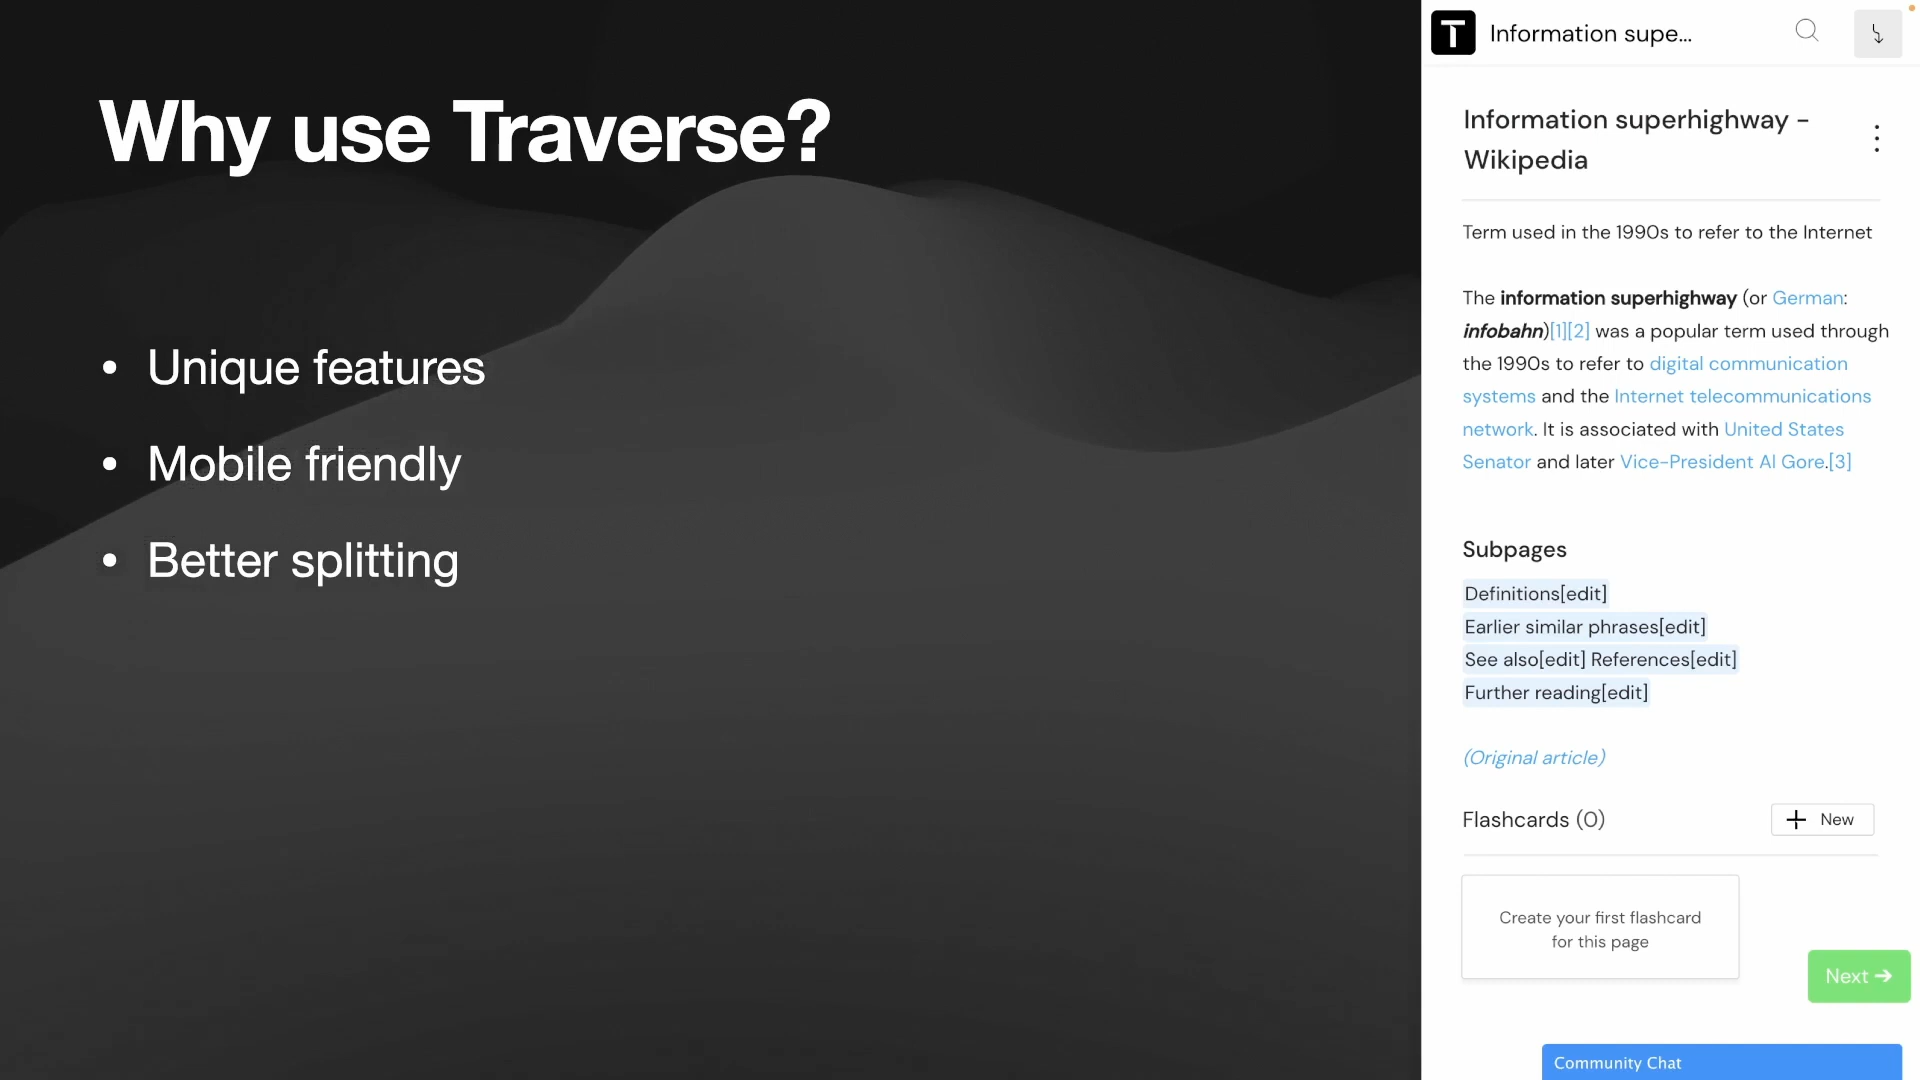 Why use Traverse?
• Unique features
• Mobile friendly
• Better splitting
T Information supe...
Information superhighway -
Wikipedia
Term used in the 1990s to refer to the Internet
The information superhighway (or German:
infobahn)[1][2] was a popular term used through
the 1990s to refer to digital communication
systems and the Internet telecommunications
network. It is associated with United States
Senator and later Vice-President Al Gore.[3]
Subpages
Definitions[edit]
Earlier similar phrases[edit]
See also[edit] References[edit]
Further reading[edit]
(Original article)
Flashcards (0)
+ New
Create your first flashcard
for this page
Next →
Community Chat